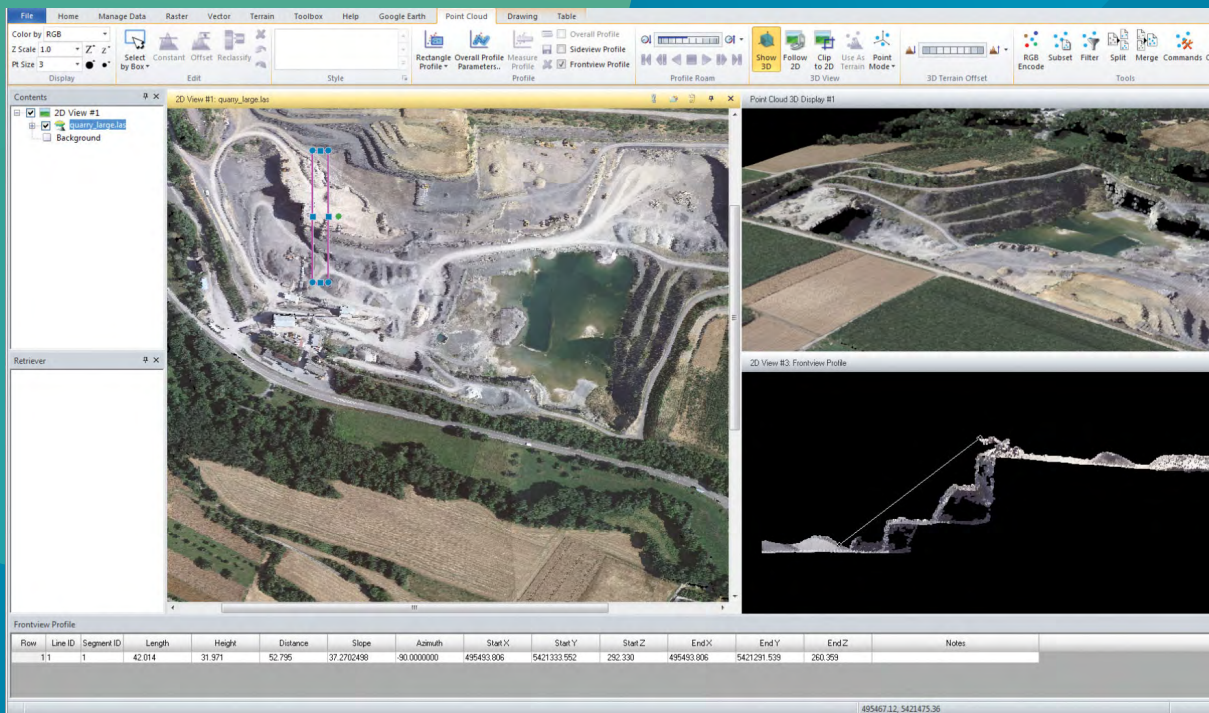 File Home Manage Data Raster Vector Terrain Toolbox Help Google Earth Point Cloud Drawing Table
Color by RGB
Z Scale 1.0
Pt Size 3
Display
Select by Box
Constant
Offset
Reclassify
Edit
Style
Rectangle Profile
Overall Profile Parameters..
Measure Profile
Overall Profile
Sideview Profile
Frontview Profile
Profile
Profile Roam
Show 3D
Follow 2D
Clip to 2D
Use As Terrain
Point Mode
3D View
3D Terrain Offset
RGB Encode
Subset
Filter
Split
Merge
Commands
Tools
Contents
2D View #1
quarry_large.las
Background
Retriever
2D View #1: quarry_large.las
Point Cloud 3D Display #1
2D View #3: Frontview Profile
Frontview Profile
Row Line ID Segment ID Length Height Distance Slope Azimuth Start X Start Y Start Z End X End Y End Z Notes
1 1 1 42.014 31.971 52.795 37.2702498 -90.0000000 495493.806 5421333.552 292.330 495493.806 5421291.539 260.359
495467.12, 5421475.36